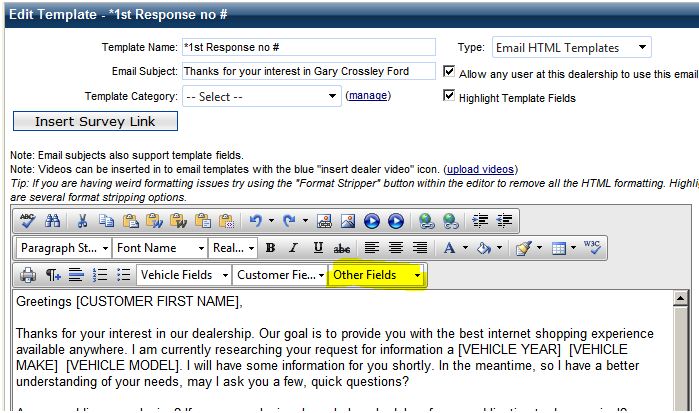 Edit Template - *1st Response no #
Template Name: *1st Response no # Type: Email HTML Templates
Email Subject: Thanks for your interest in Gary Crossley Ford Allow any user at this dealership to use this email
Template Category: -- Select -- (manage) Highlight Template Fields
Insert Survey Link
Note: Email subjects also support template fields.
Note: Videos can be inserted in to email templates with the blue "insert dealer video" icon. (upload videos)
Tip: If you are having weird formatting issues try using the "Format Stripper" button within the editor to remove all the HTML formatting. Highli
are several format stripping options.
ABC
Paragraph St... Font Name Real... B I U abc A W3C
Vehicle Fields Customer Fie... Other Fields
Greetings [CUSTOMER FIRST NAME],
Thanks for your interest in our dealership. Our goal is to provide you with the best internet shopping experience
available anywhere. I am currently researching your request for information a [VEHICLE YEAR] [VEHICLE
MAKE] [VEHICLE MODEL]. I will have some information for you shortly. In the meantime, so I have a better
understanding of your needs, may I ask you a few, quick questions?